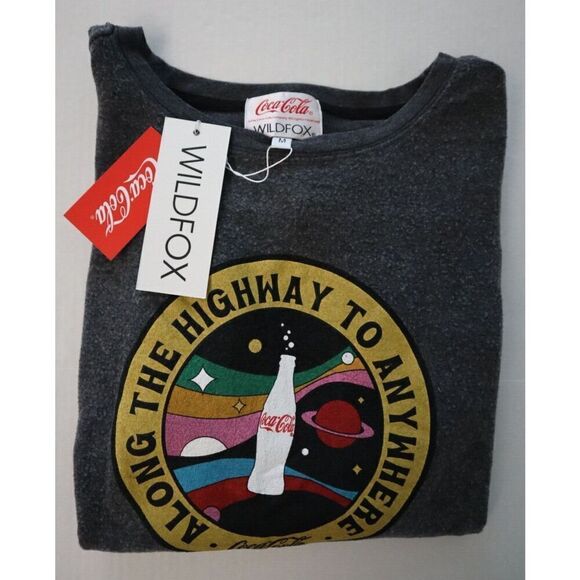 Coca-Cola
WILDFOX
M
Coca-Cola
WILDFOX
ALONG THE HIGHWAY TO ANYWHERE
Coca-Cola
Coca-Cola